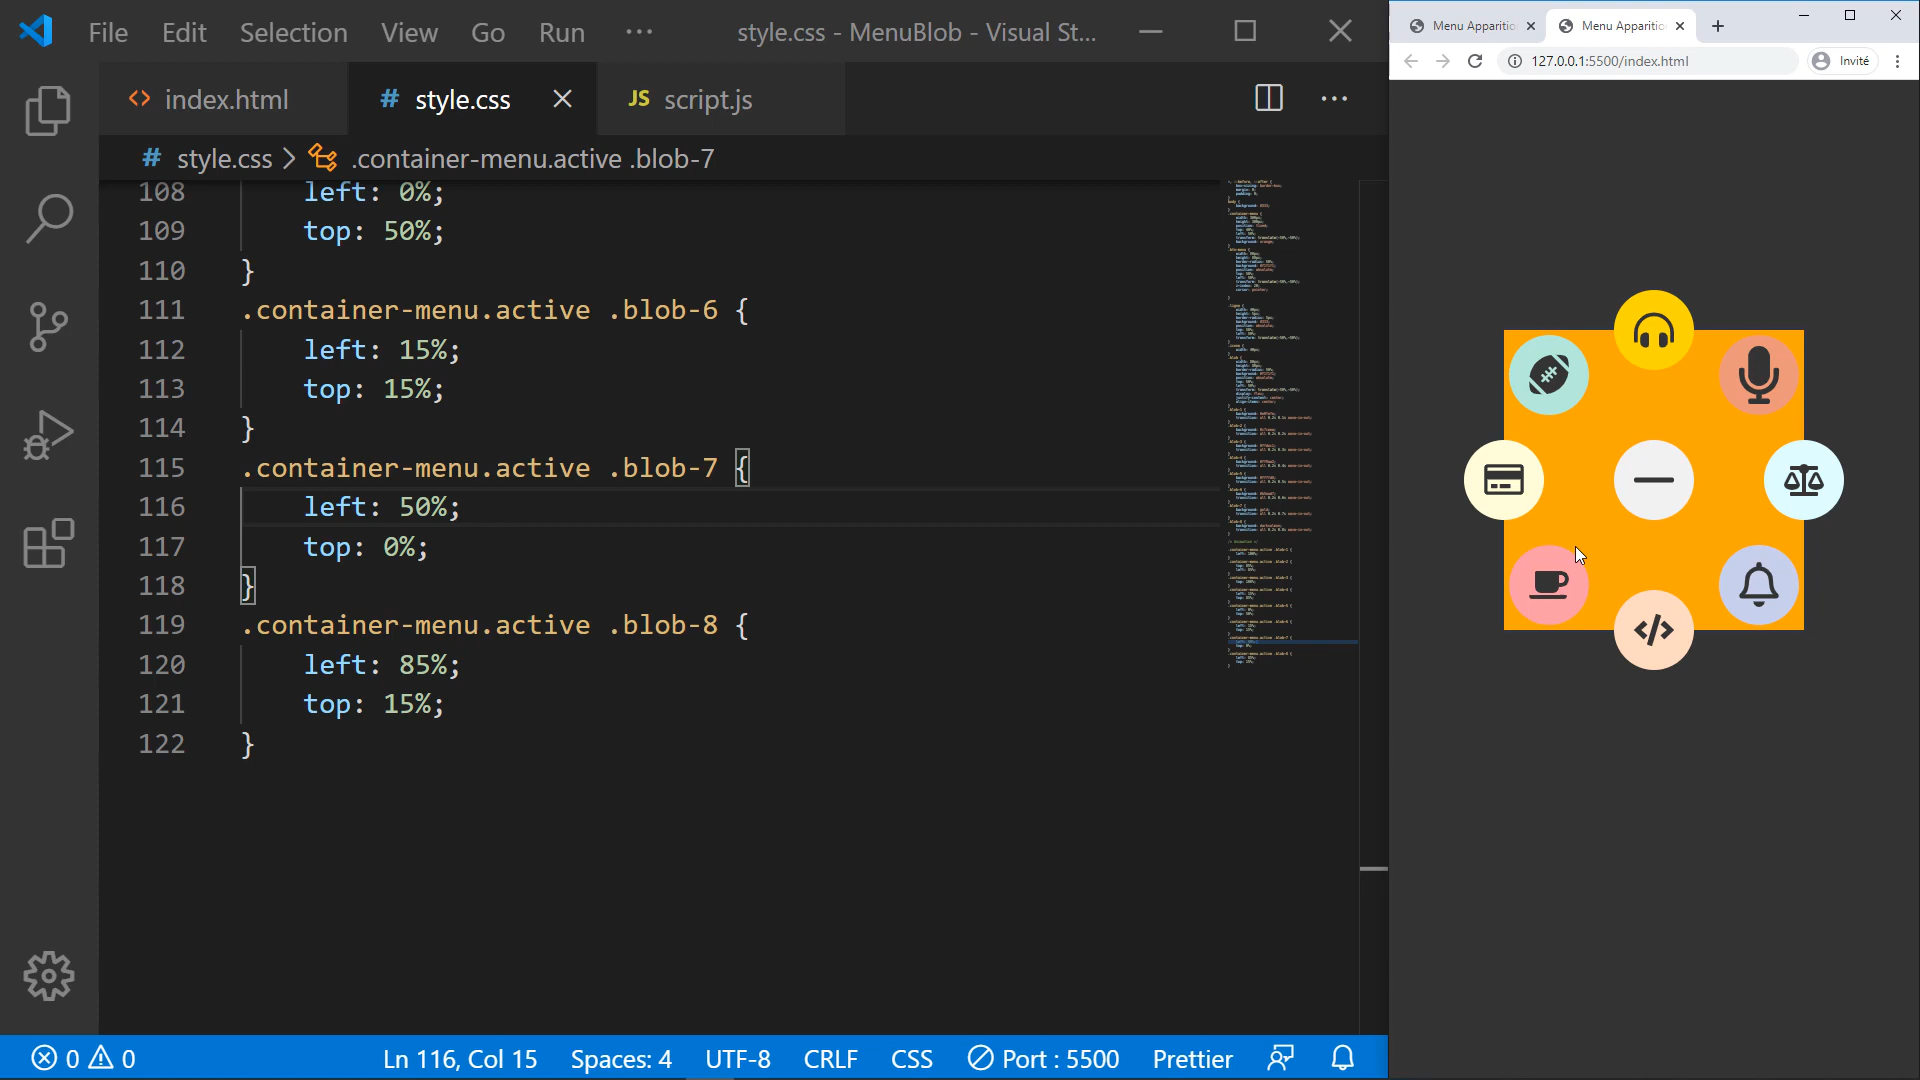 File Edit Selection View Go Run ··· style.css - MenuBlob - Visual St...
index.html # style.css JS script.js
# style.css > .container-menu.active .blob-7
108 left: 0%;
109 top: 50%;
110 }
111 .container-menu.active .blob-6 {
112 left: 15%;
113 top: 15%;
114 }
115 .container-menu.active .blob-7 {
116 left: 50%;
117 top: 0%;
118 }
119 .container-menu.active .blob-8 {
120 left: 85%;
121 top: 15%;
122 }
0 0 Ln 116, Col 15 Spaces: 4 UTF-8 CRLF CSS Port : 5500 Prettier
Menu Apparitio Menu Apparitio
127.0.0.1:5500/index.html Invité